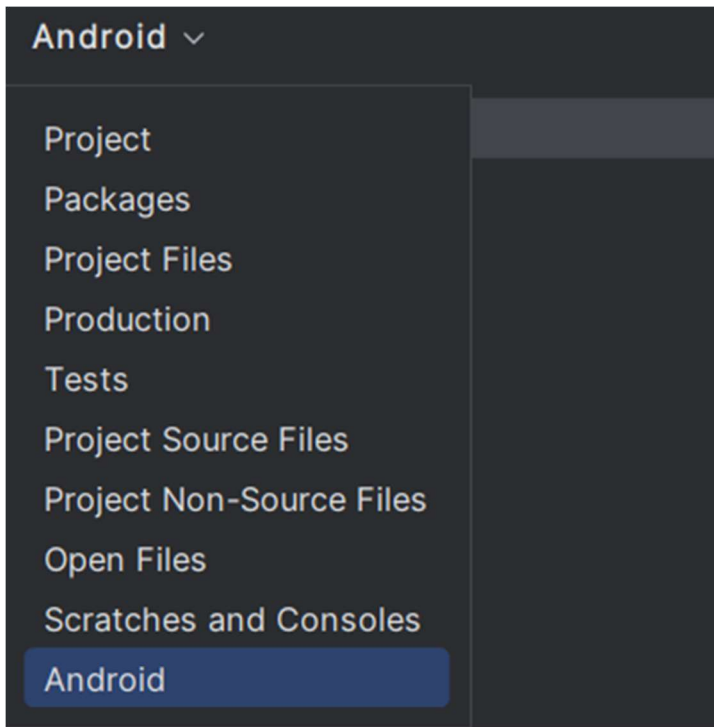 Android
Project
Packages
Project Files
Production
Tests
Project Source Files
Project Non-Source Files
Open Files
Scratches and Consoles
Android